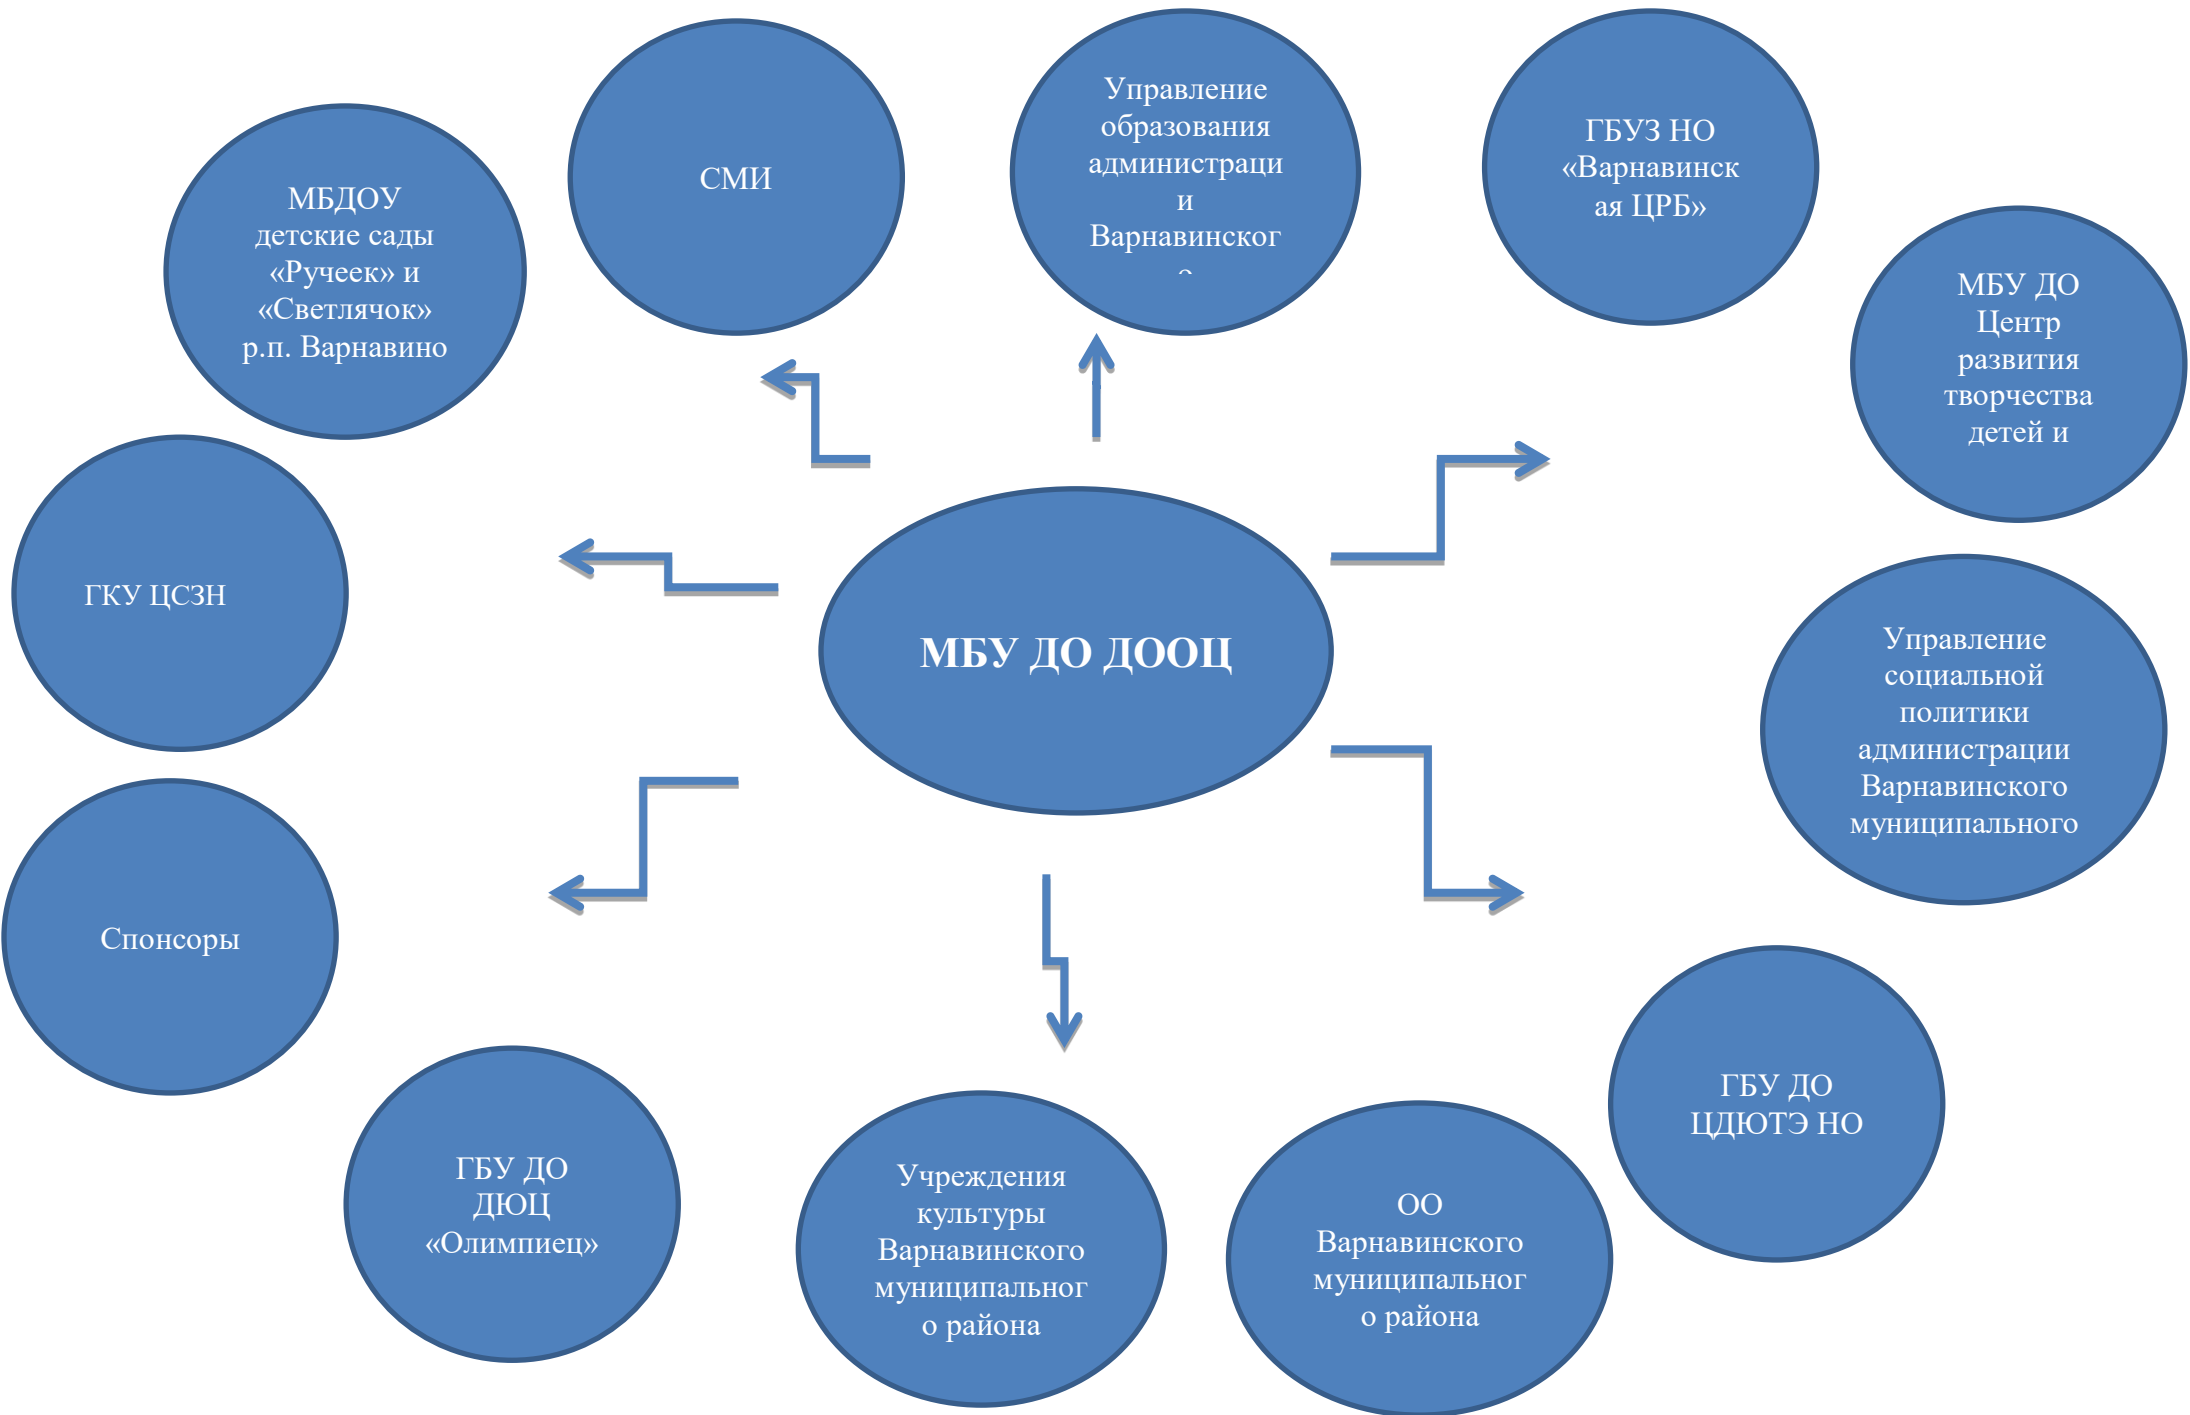 Управление
образования
администраци
и
Варнавинског
о
ГБУЗ НО
«Варнавинск
ая ЦРБ»
СМИ
МБДОУ
детские сады
«Ручеек» и
«Светлячок»
р.п. Варнавино
МБУ ДО
Центр
развития
творчества
детей и
ГКУ ЦСЗН
МБУ ДО ДООЦ
Управление
социальной
политики
администрации
Варнавинского
муниципального
Спонсоры
ГБУ ДО
ЦДЮТЭ НО
ГБУ ДО
ДЮЦ
«Олимпиец»
Учреждения
культуры
Варнавинского
муниципальног
о района
ОО
Варнавинского
муниципальног
о района